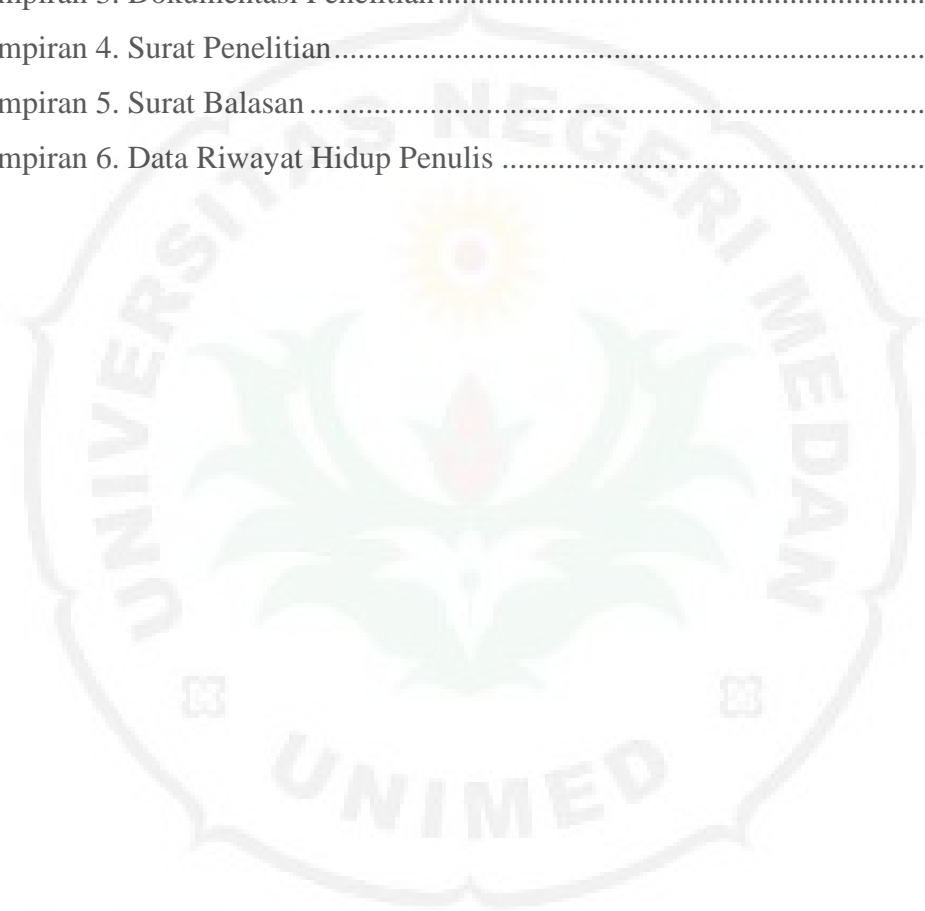 mpiran 3. Dokumentasi Penelitian........................................................
mpiran 4. Surat Penelitian.....................................................................
mpiran 5. Surat Balasan ........................................................................
mpiran 6. Data Riwayat Hidup Penulis ................................................
UNIVERSITAS NEGERI MEDAN
UNIMED